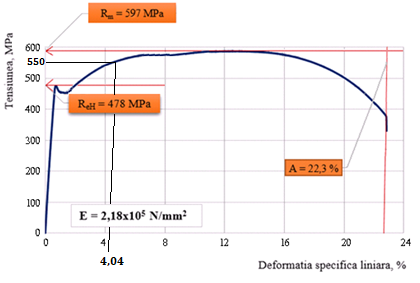 Rm = 597 MPa
Tensiunea, MPa
600
550
500
400
300
200
100
0
ReH = 478 MPa
A = 22,3 %
E = 2,18x10⁵ N/mm²
0 4 8 12 16 20 24
4,04
Deformatia specifica liniara, %